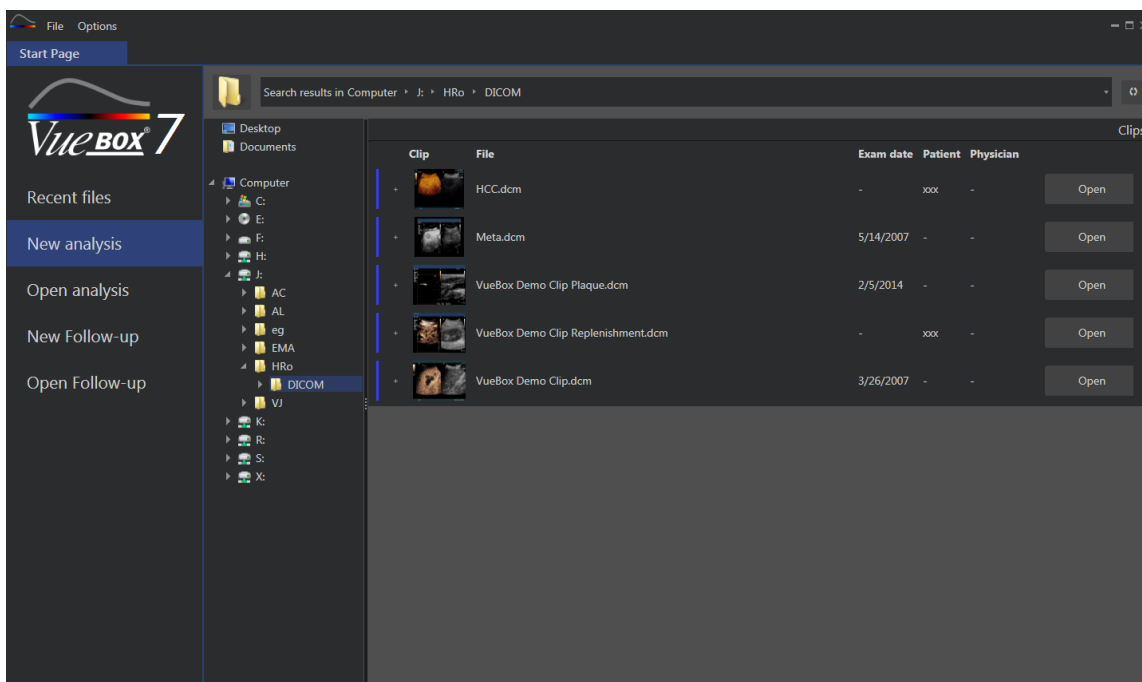 File Options
Start Page
VUEBOX® 7
Recent files
New analysis
Open analysis
New Follow-up
Open Follow-up
Search results in Computer J: HRo DICOM
Desktop
Documents
Computer
C:
E:
F:
H:
J:
AC
AL
eg
EMA
HRo
DICOM
VJ
K:
R:
S:
X:
Clips
Clip File Exam date Patient Physician
+ HCC.dcm - xxx - Open
+ Meta.dcm 5/14/2007 - - Open
+ VueBox Demo Clip Plaque.dcm 2/5/2014 - - Open
+ VueBox Demo Clip Replenishment.dcm - xxx - Open
+ VueBox Demo Clip.dcm 3/26/2007 - - Open